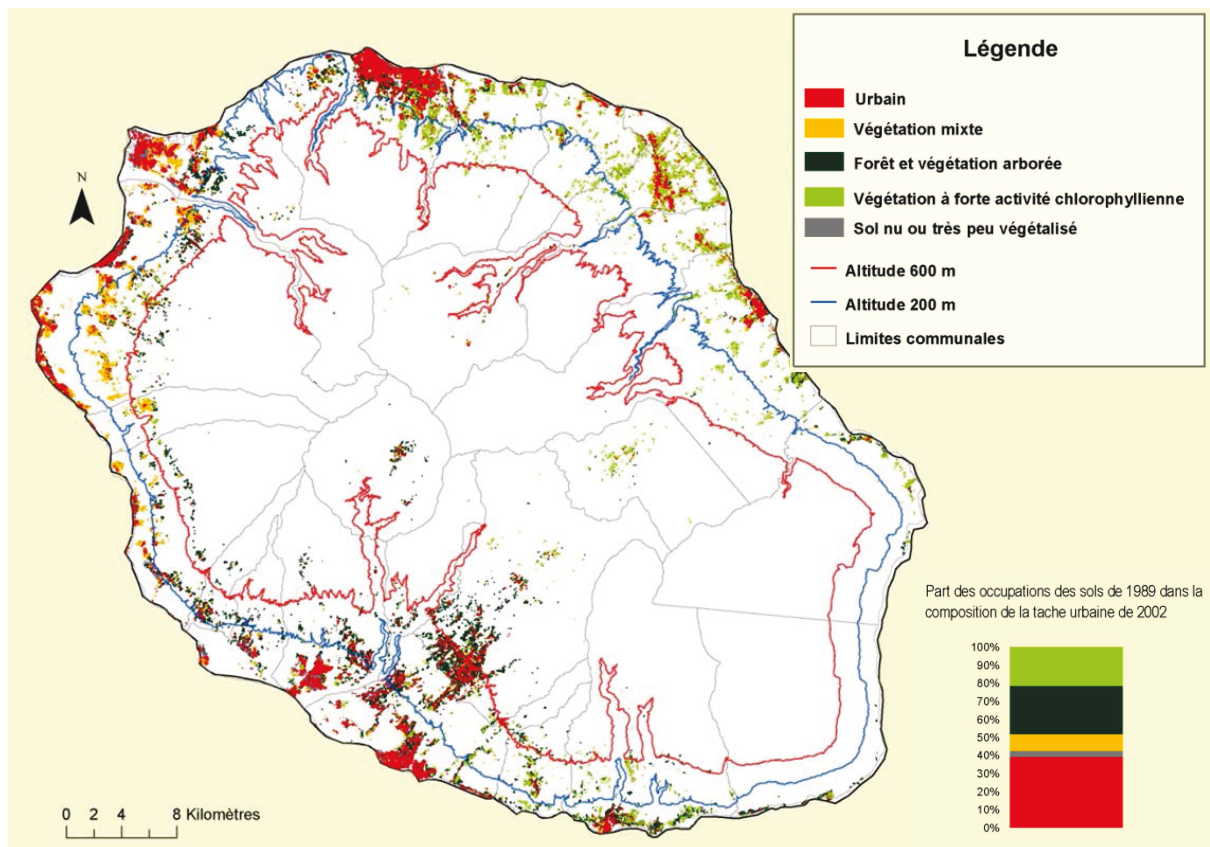 Légende
Urbain
Végétation mixte
Forêt et végétation arborée
Végétation à forte activité chlorophyllienne
Sol nu ou très peu végétalisé
Altitude 600 m
Altitude 200 m
Limites communales
N
Part des occupations des sols de 1989 dans la
composition de la tache urbaine de 2002
100%
90%
80%
70%
60%
50%
40%
30%
20%
10%
0%
0 2 4 8 Kilomètres